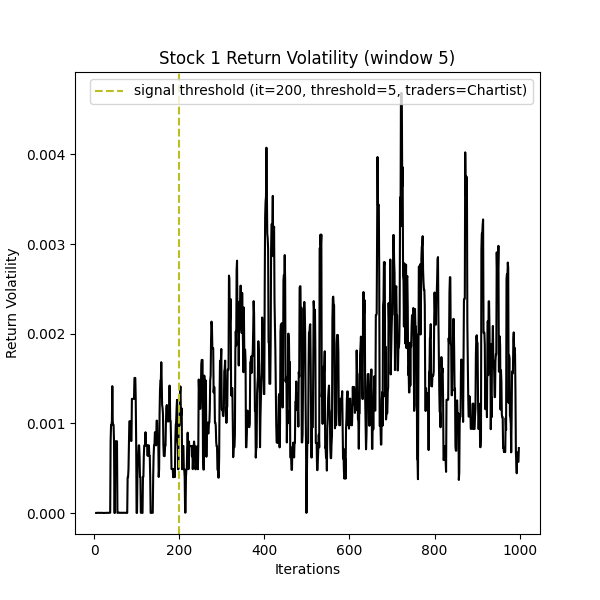 Stock 1 Return Volatility (window 5)
signal threshold (it=200, threshold=5, traders=Chartist)
0.004
0.003
0.002
0.001
0.000
Return Volatility
0 200 400 600 800 1000
Iterations